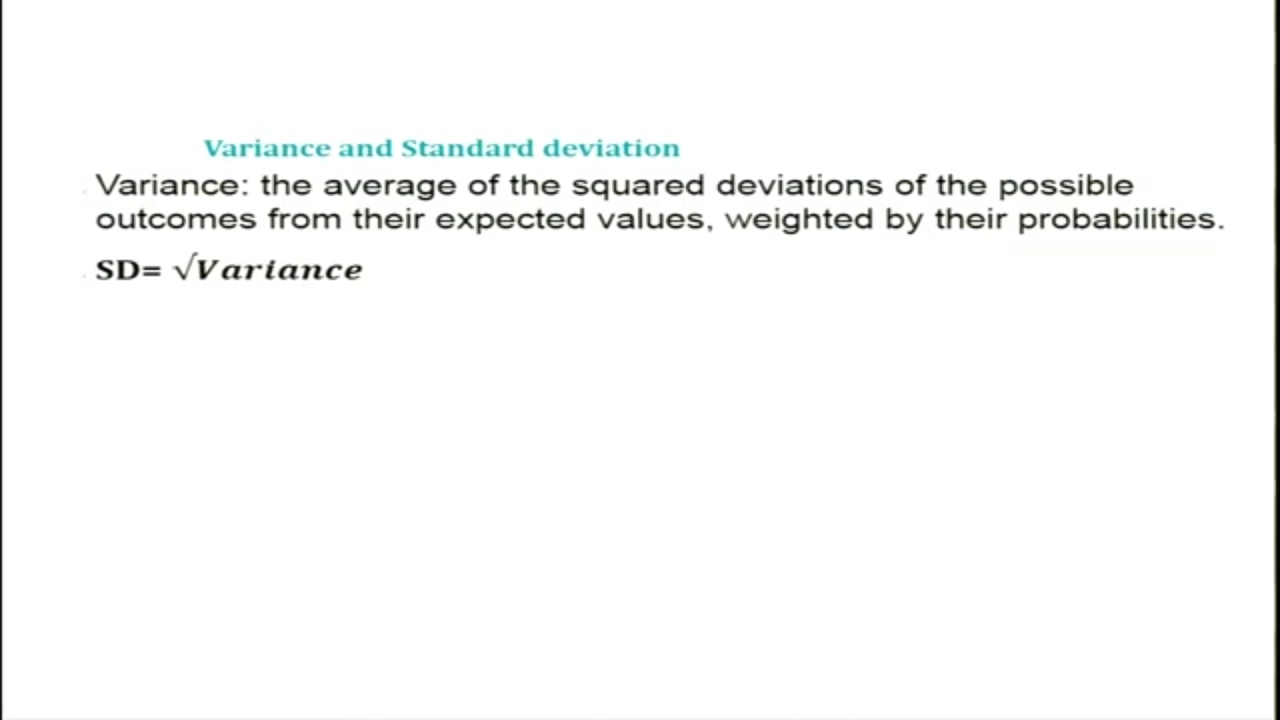 Variance and Standard deviation
Variance: the average of the squared deviations of the possible
outcomes from their expected values, weighted by their probabilities.
SD= √Variance